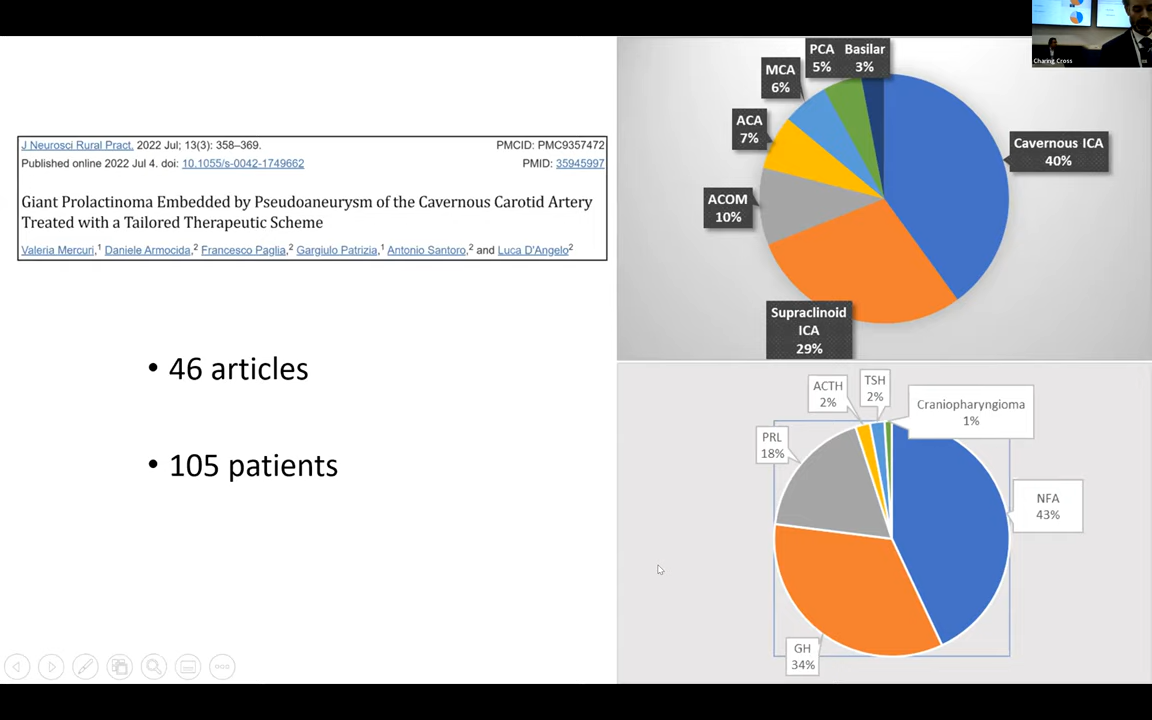 J Neurosci Rural Pract. 2022 Jul; 13(3): 358–369.
PMCID: PMC9357472
Published online 2022 Jul 4. doi: 10.1055/s-0042-1749662
PMID: 35945997
Giant Prolactinoma Embedded by Pseudoaneurysm of the Cavernous Carotid Artery
Treated with a Tailored Therapeutic Scheme
Valeria Mercuri,1 Daniele Armocida,2 Francesco Paglia,2 Gargiulo Patrizia,1 Antonio Santoro,2 and Luca D'Angelo2
• 46 articles
• 105 patients
PCA
5%
Basilar
3%
MCA
6%
ACA
7%
ACOM
10%
Cavernous ICA
40%
Supraclinoid
ICA
29%
ACTH
2%
TSH
2%
Craniopharyngioma
1%
PRL
18%
NFA
43%
GH
34%
Charing Cross